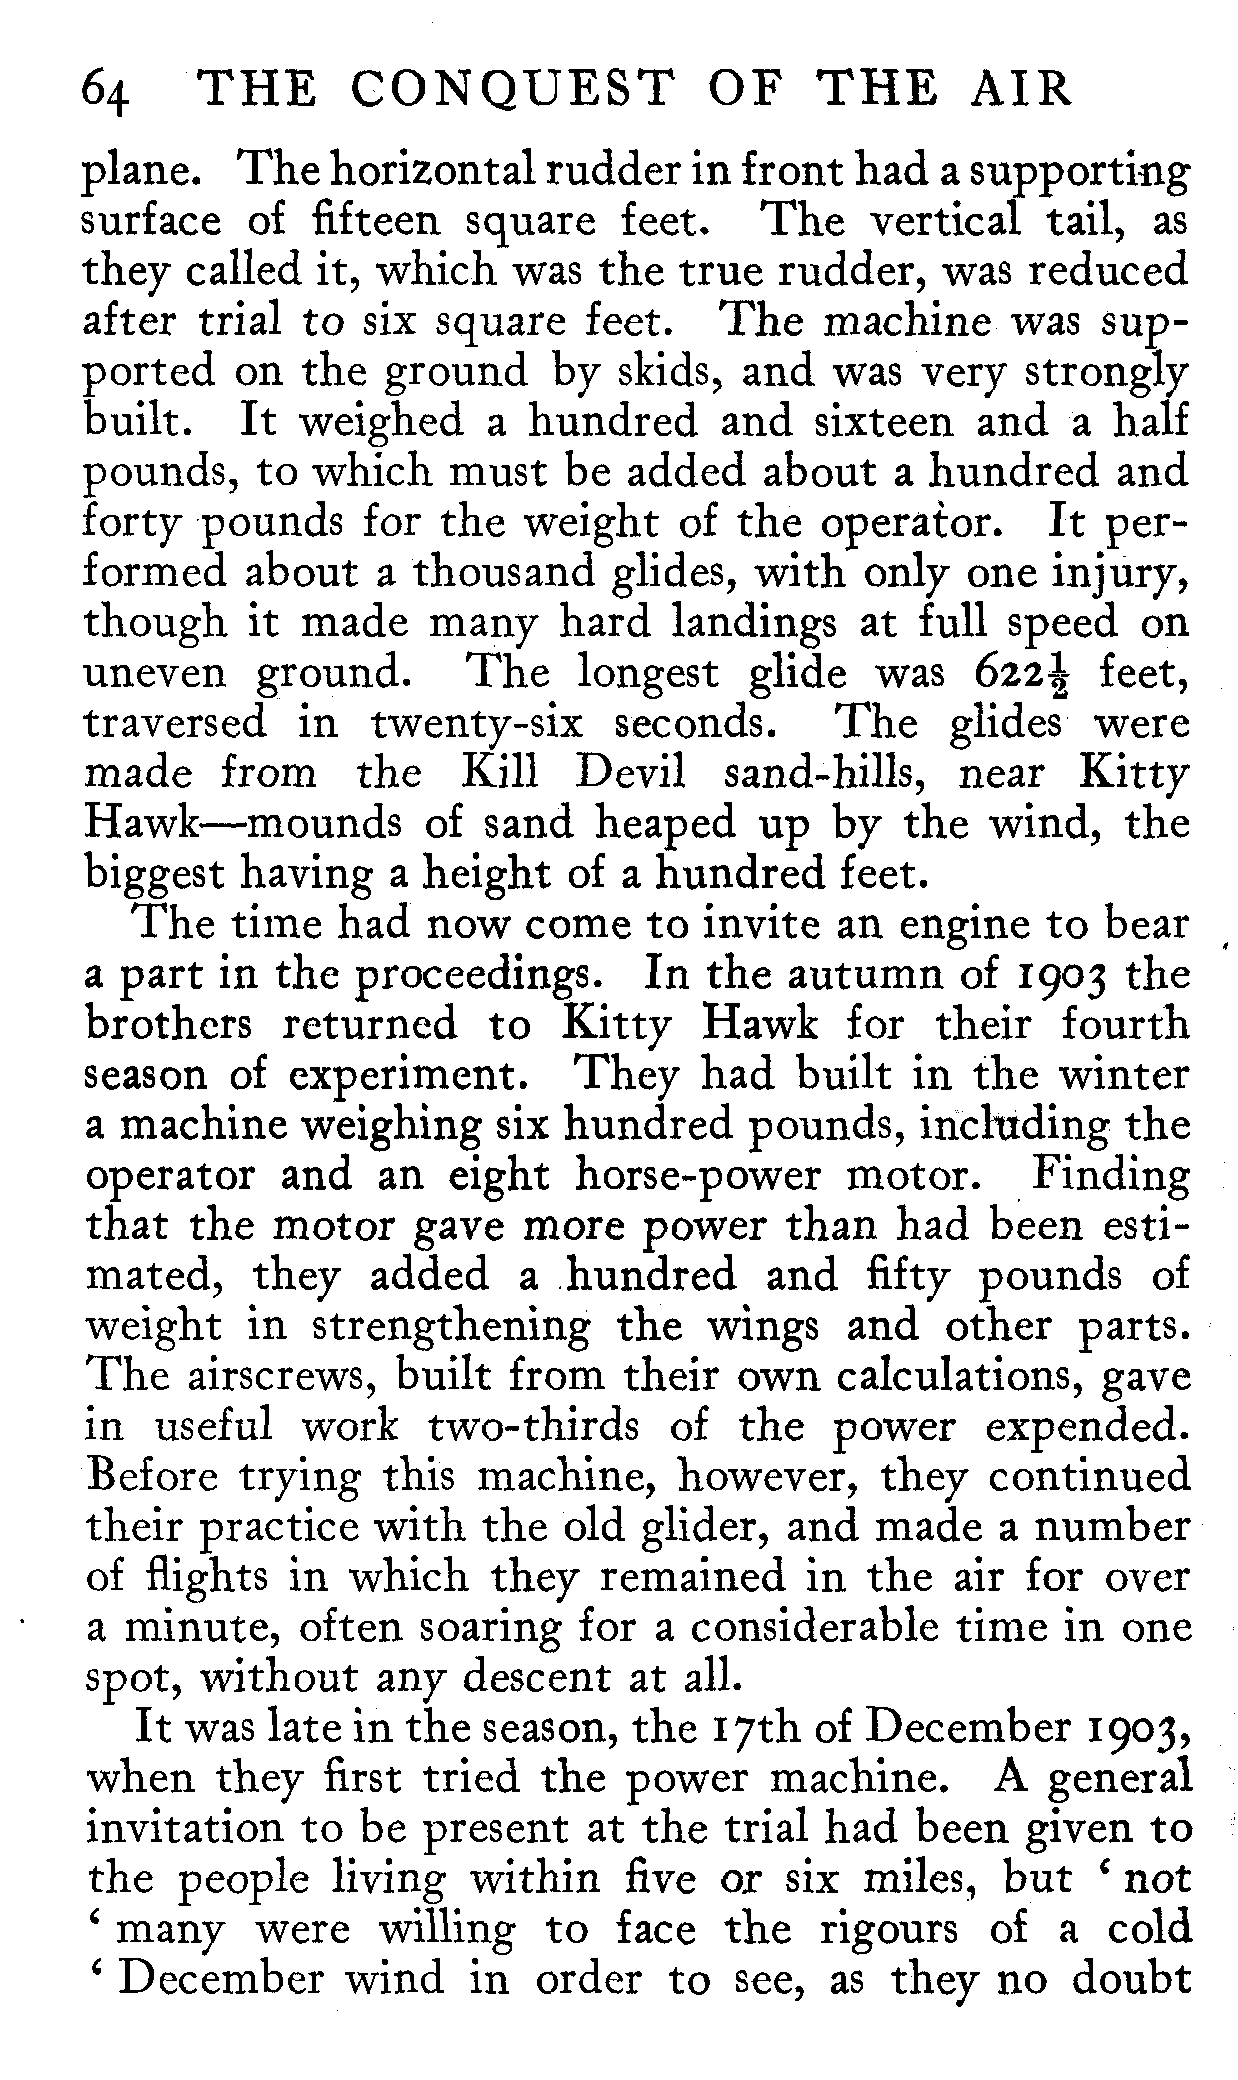 64 THE CONQUEST OF THE AIR
plane. The horizontal rudder in front had a supporting
surface of fifteen square feet. The vertical tail, as
they called it, which was the true rudder, was reduced
after trial to six square feet. The machine was sup-
ported on the ground by skids, and was very strongly
built. It weighed a hundred and sixteen and a half
pounds, to which must be added about a hundred and
forty pounds for the weight of the operator. It per-
formed about a thousand glides, with only one injury,
though it made many hard landings at full speed on
uneven ground. The longest glide was 622½ feet,
traversed in twenty-six seconds. The glides were
made from the Kill Devil sand-hills, near Kitty
Hawk—mounds of sand heaped up by the wind, the
biggest having a height of a hundred feet.
The time had now come to invite an engine to bear
a part in the proceedings. In the autumn of 1903 the
brothers returned to Kitty Hawk for their fourth
season of experiment. They had built in the winter
a machine weighing six hundred pounds, including the
operator and an eight horse-power motor. Finding
that the motor gave more power than had been esti-
mated, they added a hundred and fifty pounds of
weight in strengthening the wings and other parts.
The airscrews, built from their own calculations, gave
in useful work two-thirds of the power expended.
Before trying this machine, however, they continued
their practice with the old glider, and made a number
of flights in which they remained in the air for over
a minute, often soaring for a considerable time in one
spot, without any descent at all.
It was late in the season, the 17th of December 1903,
when they first tried the power machine. A general
invitation to be present at the trial had been given to
the people living within five or six miles, but ‘ not
‘ many were willing to face the rigours of a cold
‘ December wind in order to see, as they no doubt